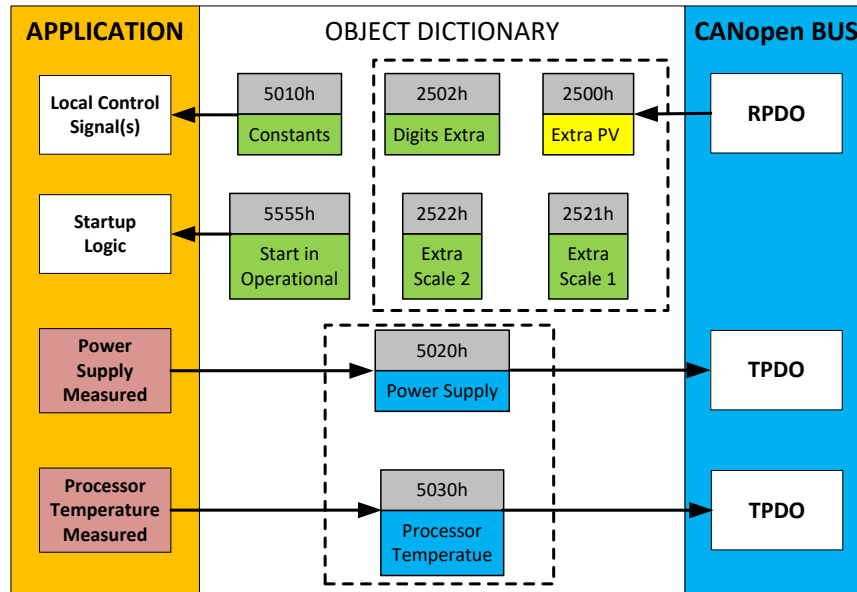 APPLICATION
OBJECT DICTIONARY
CANopen BUS
Local Control
Signal(s)
5010h
Constants
2502h
Digits Extra
2500h
Extra PV
RPDO
Startup
Logic
5555h
Start in
Operational
2522h
Extra
Scale 2
2521h
Extra
Scale 1
Power
Supply
Measured
5020h
Power Supply
TPDO
Processor
Temperature
Measured
5030h
Processor
Temperatue
TPDO